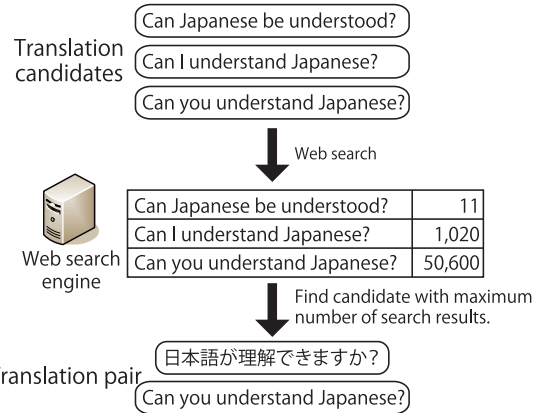 Can Japanese be understood?
Translation
candidates
Can I understand Japanese?
Can you understand Japanese?
Web search
Can Japanese be understood? 11
Can I understand Japanese? 1,020
Can you understand Japanese? 50,600
Web search
engine
Find candidate with maximum
number of search results.
日本語が理解できますか？
Translation pair
Can you understand Japanese?